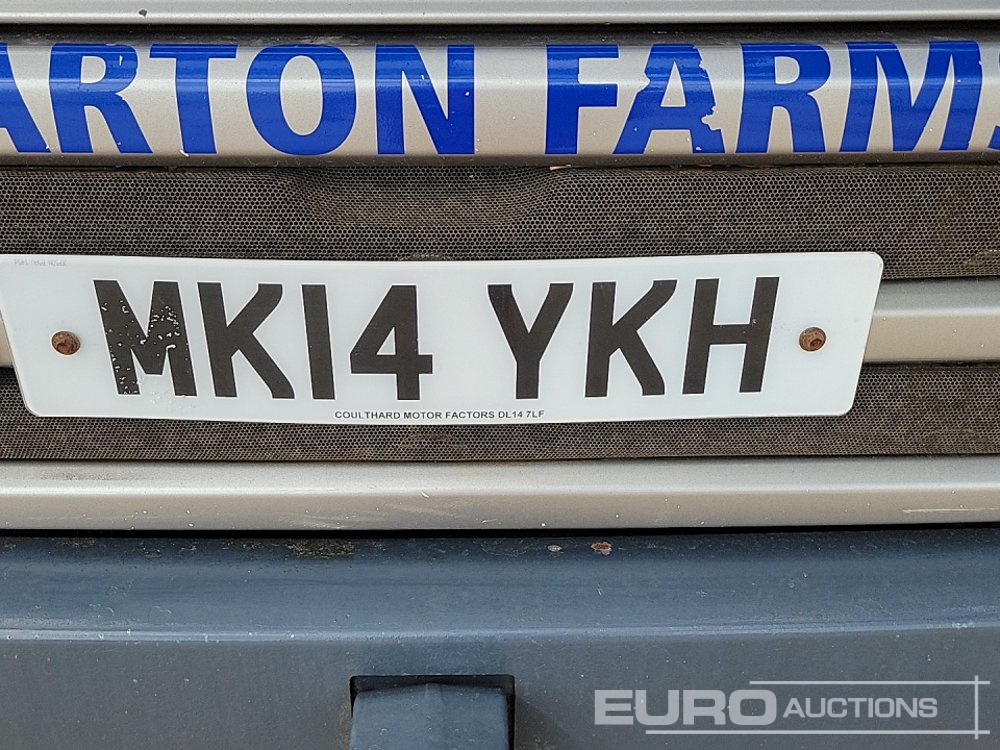 ARTON FARMS
MK14 YKH
COULTHARD MOTOR FACTORS DL14 7LF
EURO AUCTIONS